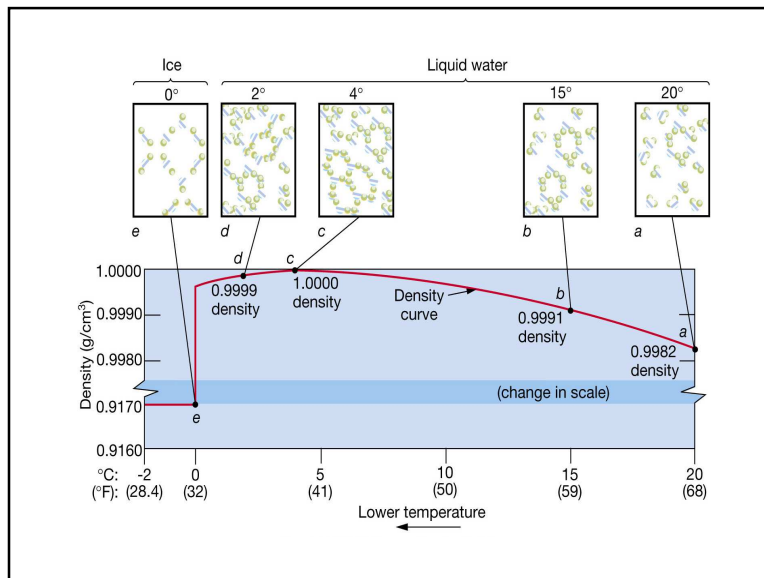 Ice
Liquid water
0°
2°
4°
15°
20°
e
d
c
b
a
1.0000
0.9990
0.9980
0.9170
0.9160
Density (g/cm³)
d
0.9999
density
c
1.0000
density
Density
curve
b
0.9991
density
a
0.9982
density
(change in scale)
e
°C: -2 0 5 10 15 20
(°F): (28.4) (32) (41) (50) (59) (68)
Lower temperature